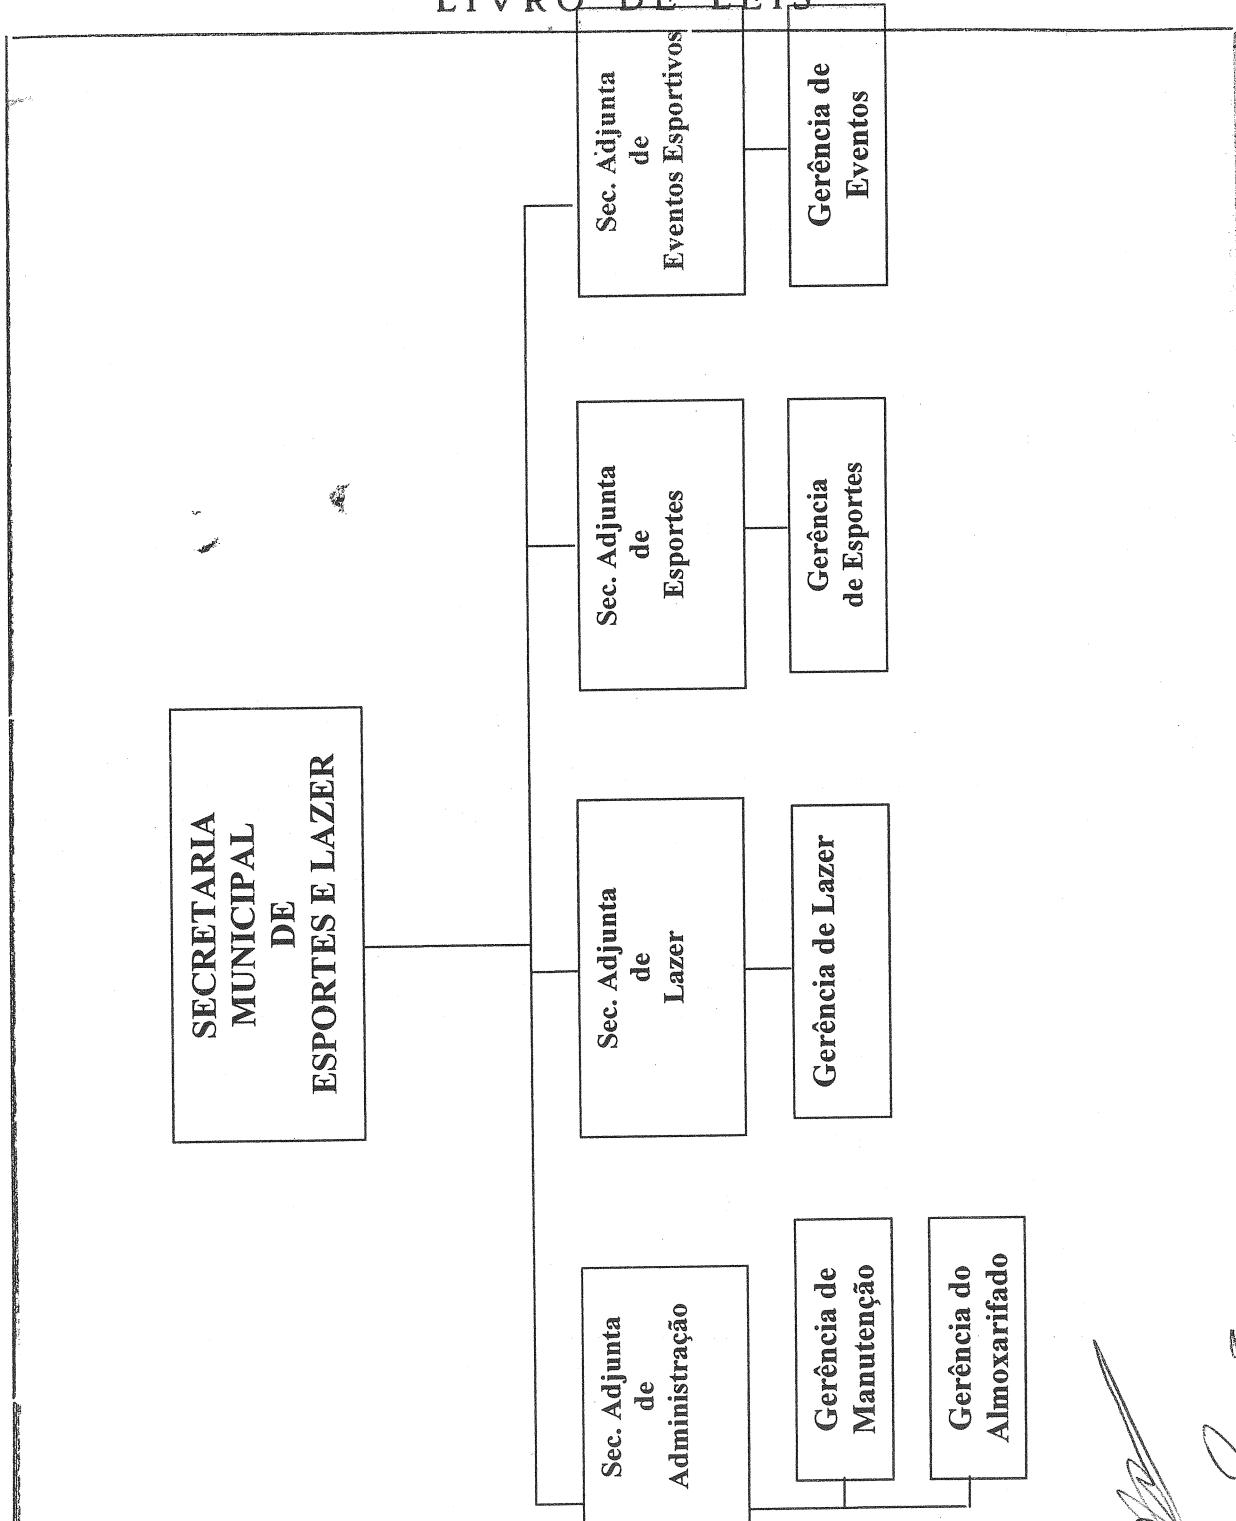 LIVRO DE LEIS
SECRETARIA
MUNICIPAL
DE
ESPORTES E LAZER
Sec. Adjunta
de
Administração
Sec. Adjunta
de
Lazer
Sec. Adjunta
de
Esportes
Sec. Adjunta
de
Eventos Esportivos
Gerência de
Manutenção
Gerência do
Almoxarifado
Gerência de Lazer
Gerência
de Esportes
Gerência de
Eventos